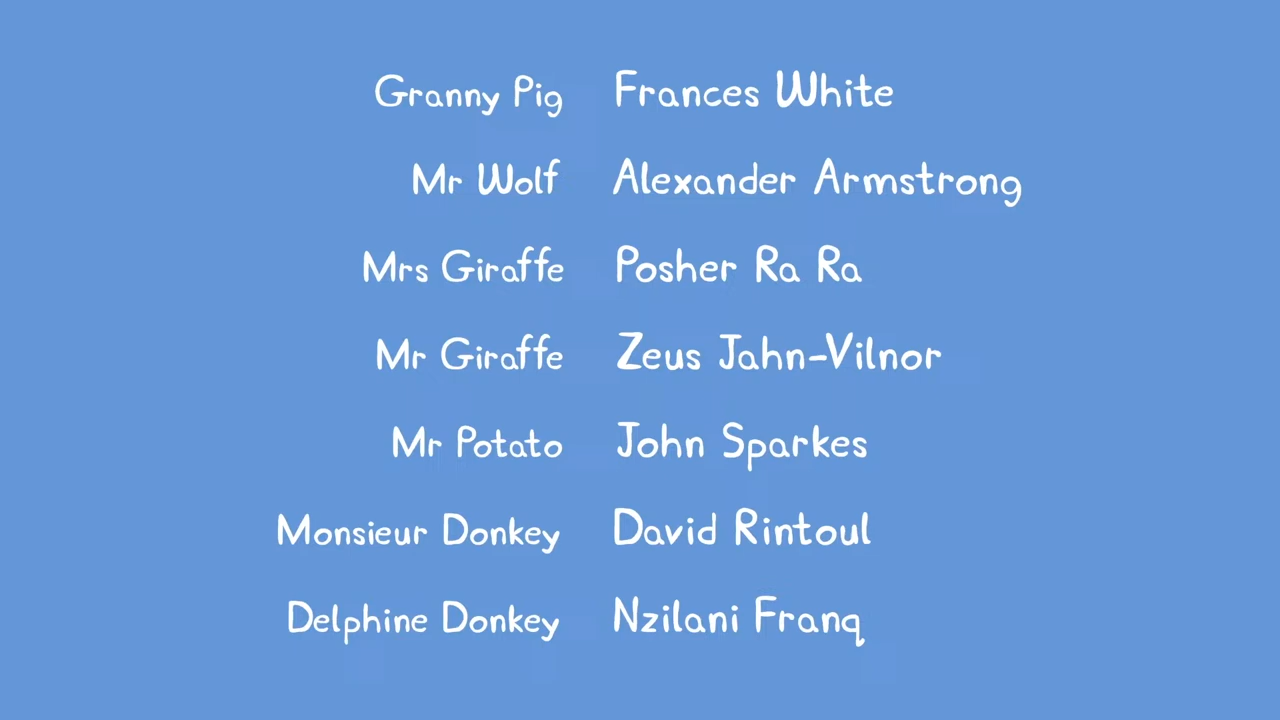 Granny Pig Frances White
Mr Wolf Alexander Armstrong
Mrs Giraffe Posher Ra Ra
Mr Giraffe Zeus Jahn-Vilnor
Mr Potato John Sparkes
Monsieur Donkey David Rintoul
Delphine Donkey Nzilani Franq